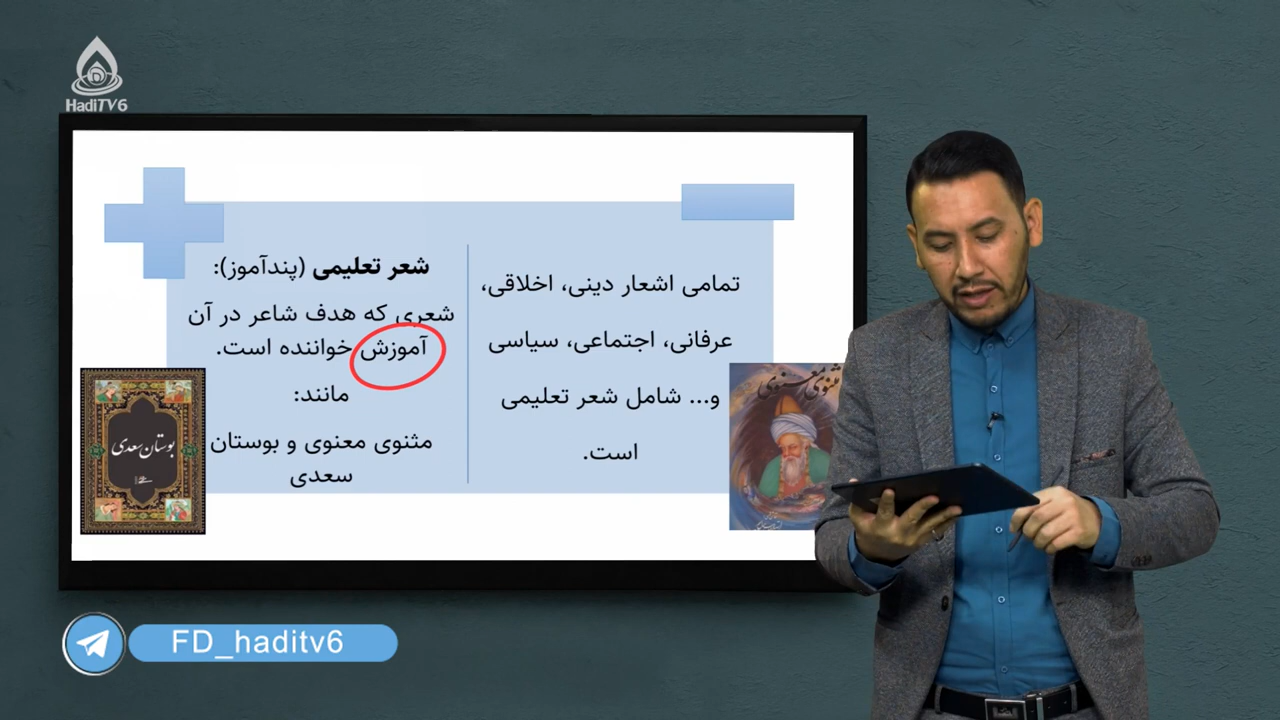 HadiTV6
تمامی اشعار دینی، اخلاقی،
عرفانی، اجتماعی، سیاسی
و... شامل شعر تعلیمی
است.
شعر تعلیمی (پندآموز):
شعری که هدف شاعر در آن
آموزش خواننده است.
مانند:
مثنوی معنوی و بوستان
سعدی
بوستان سعدی
مثنوی معنوی
FD_haditv6